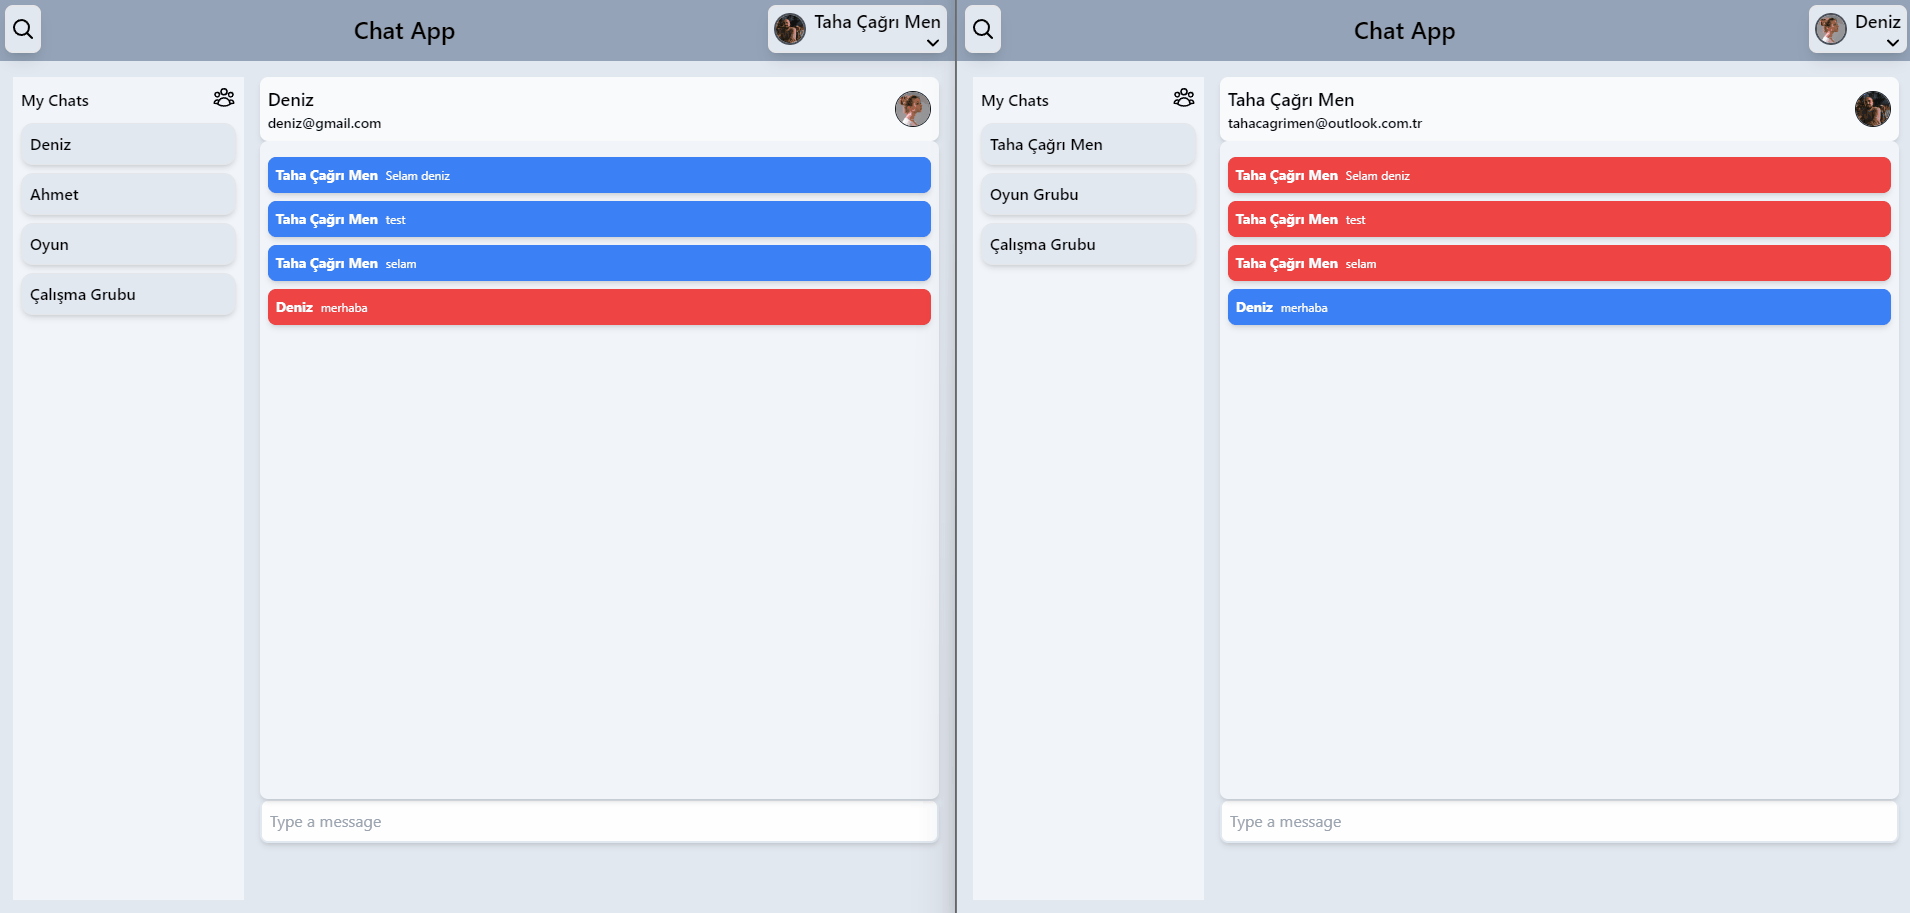 Chat App
Taha Çağrı Men
My Chats
Deniz
Ahmet
Oyun
Çalışma Grubu
Deniz
deniz@gmail.com
Taha Çağrı Men Selam deniz
Taha Çağrı Men test
Taha Çağrı Men selam
Deniz merhaba
Type a message
Chat App
Deniz
My Chats
Taha Çağrı Men
Oyun Grubu
Çalışma Grubu
Taha Çağrı Men
tahacagrimen@outlook.com.tr
Taha Çağrı Men Selam deniz
Taha Çağrı Men test
Taha Çağrı Men selam
Deniz merhaba
Type a message